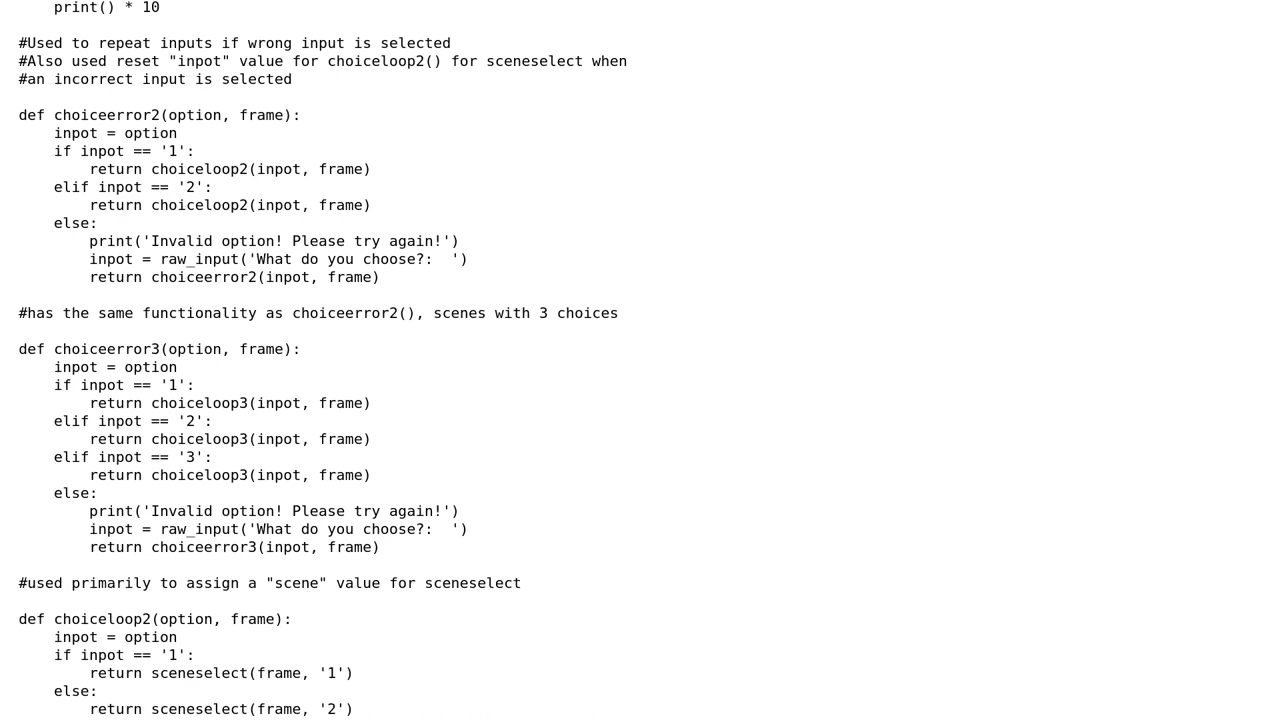 print() * 10

#Used to repeat inputs if wrong input is selected
#Also used reset "inpot" value for choiceloop2() for sceneselect when
#an incorrect input is selected

def choiceerror2(option, frame):
    inpot = option
    if inpot == '1':
        return choiceloop2(inpot, frame)
    elif inpot == '2':
        return choiceloop2(inpot, frame)
    else:
        print('Invalid option! Please try again!')
        inpot = raw_input('What do you choose?:  ')
        return choiceerror2(inpot, frame)

#has the same functionality as choiceerror2(), scenes with 3 choices

def choiceerror3(option, frame):
    inpot = option
    if inpot == '1':
        return choiceloop3(inpot, frame)
    elif inpot == '2':
        return choiceloop3(inpot, frame)
    elif inpot == '3':
        return choiceloop3(inpot, frame)
    else:
        print('Invalid option! Please try again!')
        inpot = raw_input('What do you choose?:  ')
        return choiceerror3(inpot, frame)

#used primarily to assign a "scene" value for sceneselect

def choiceloop2(option, frame):
    inpot = option
    if inpot == '1':
        return sceneselect(frame, '1')
    else:
        return sceneselect(frame, '2')